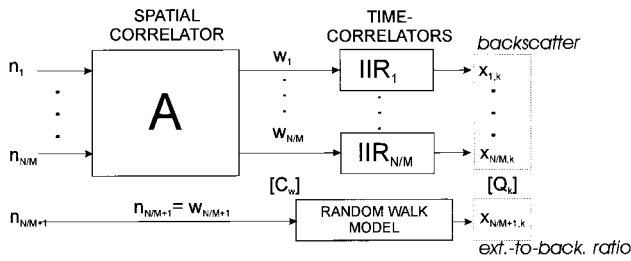 SPATIAL
CORRELATOR
TIME-
CORRELATORS
backscatter
n1
A
w1
IIR1
x1,k
nN/M
wN/M
IIRN/M
xN/M,k
[Cw]
[Qk]
nN/M+1
nN/M+1= wN/M+1
RANDOM WALK
MODEL
xN/M+1,k
ext.-to-back. ratio